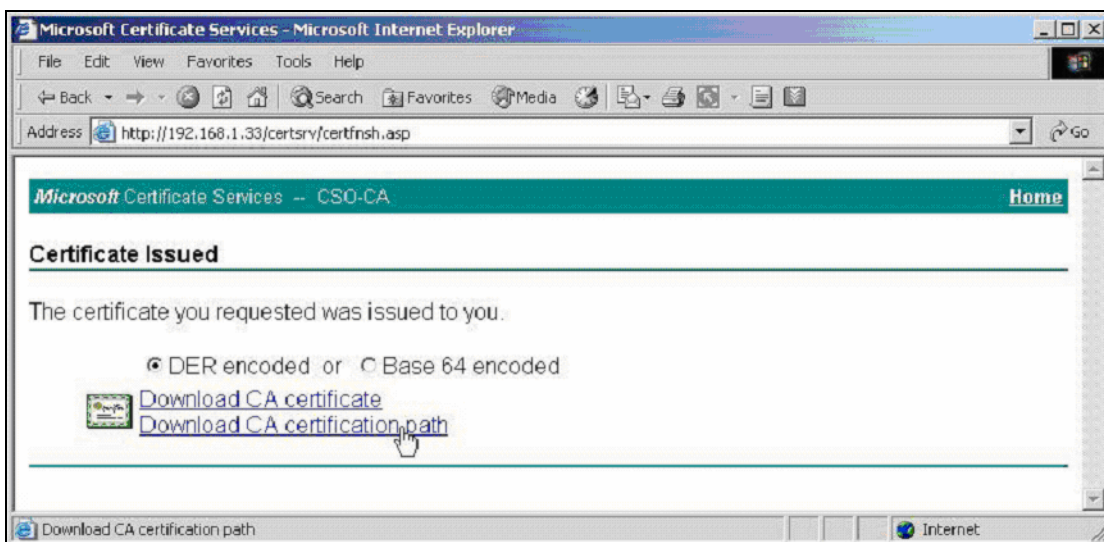 Microsoft Certificate Services - Microsoft Internet Explorer
File Edit View Favorites Tools Help
Back Search Favorites Media
Address http://192.168.1.33/certsrv/certfnsh.asp Go
Microsoft Certificate Services -- CSO-CA Home
Certificate Issued
The certificate you requested was issued to you.
DER encoded or Base 64 encoded
Download CA certificate
Download CA certification path
Download CA certification path Internet